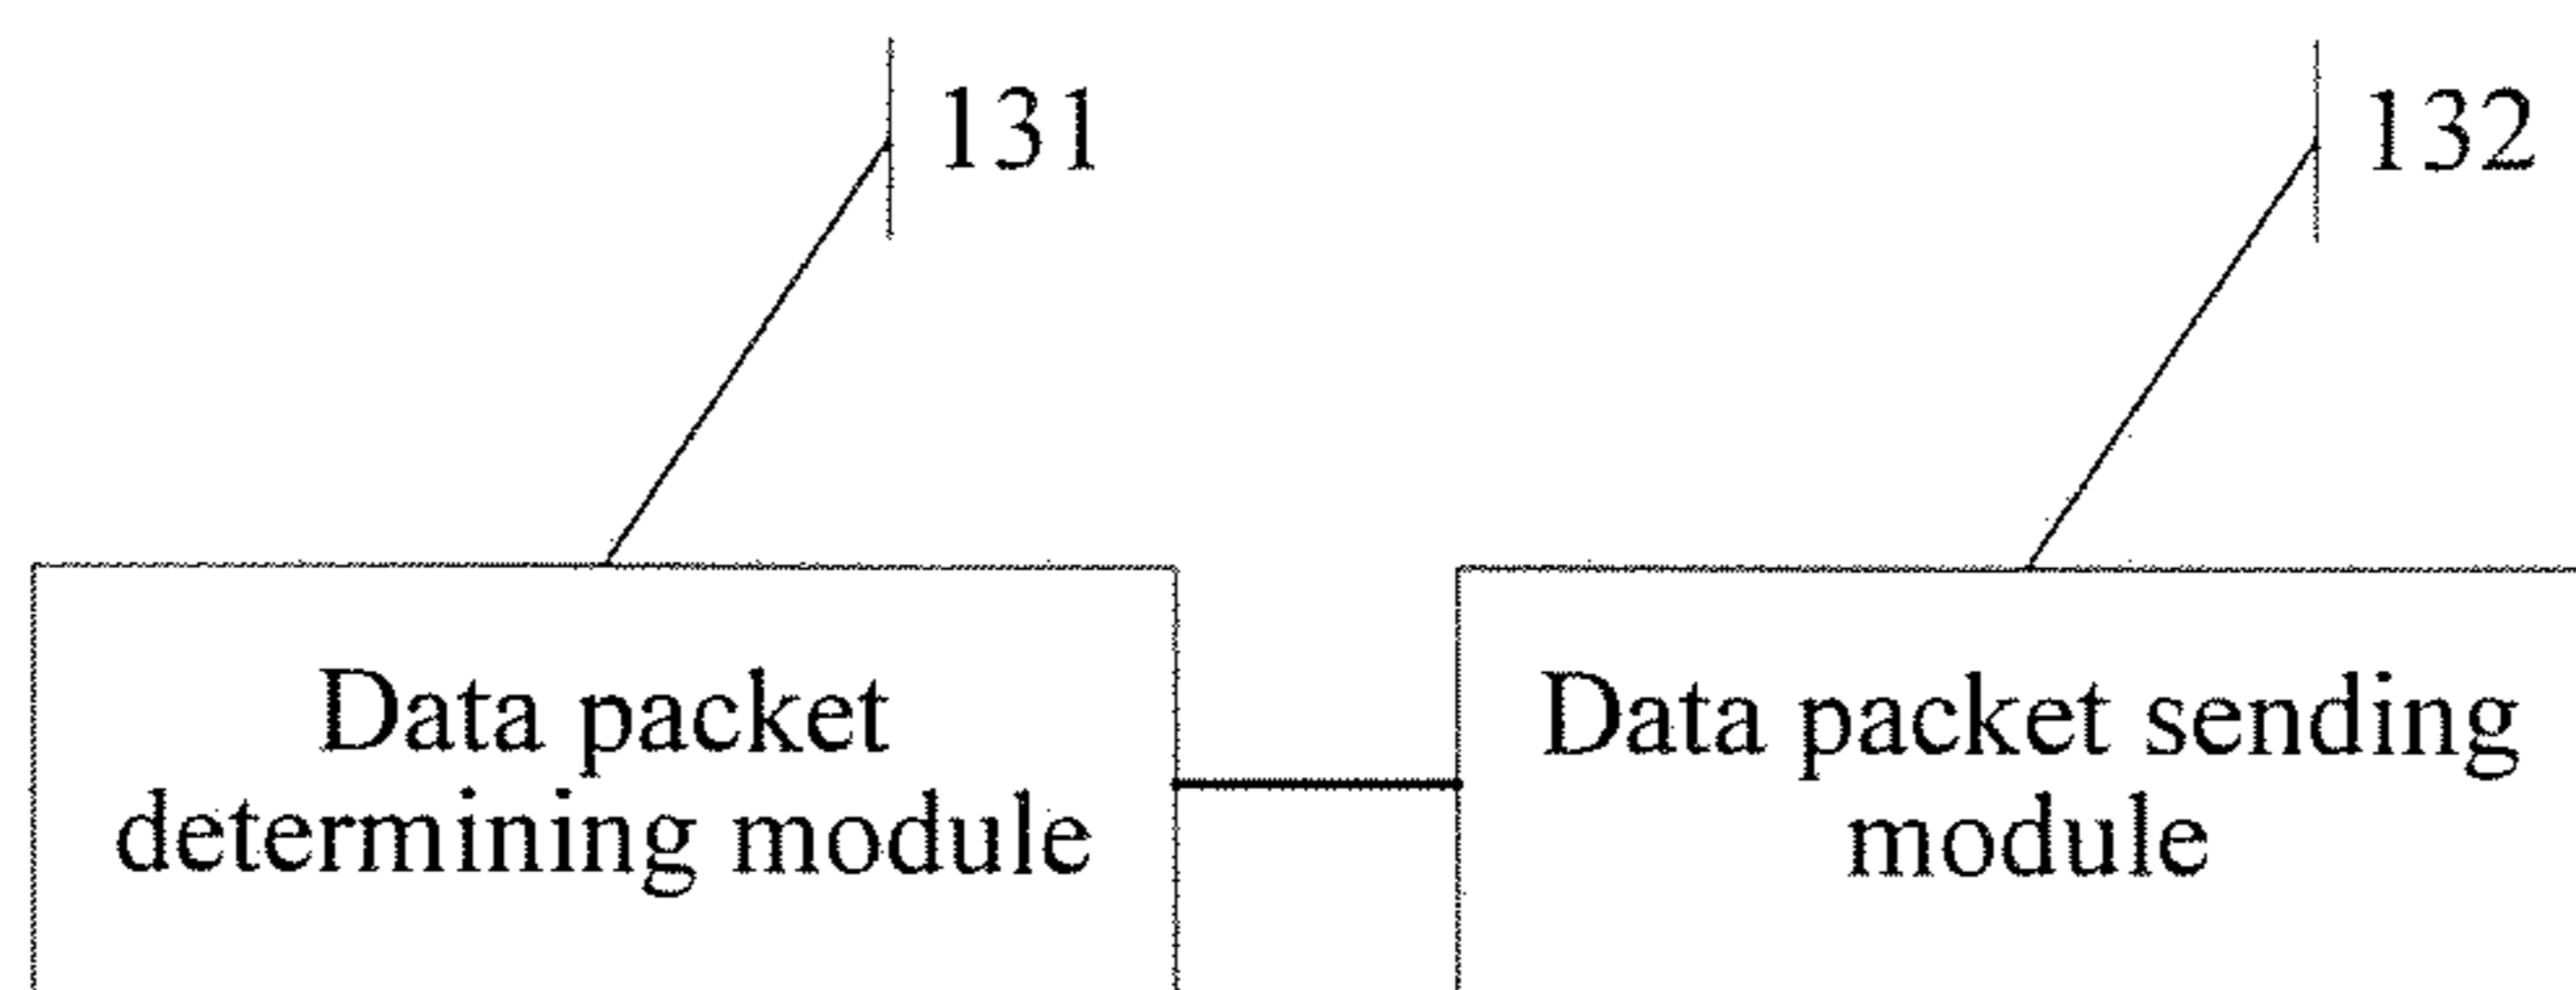 131
132
Data packet
determining module
Data packet sending
module